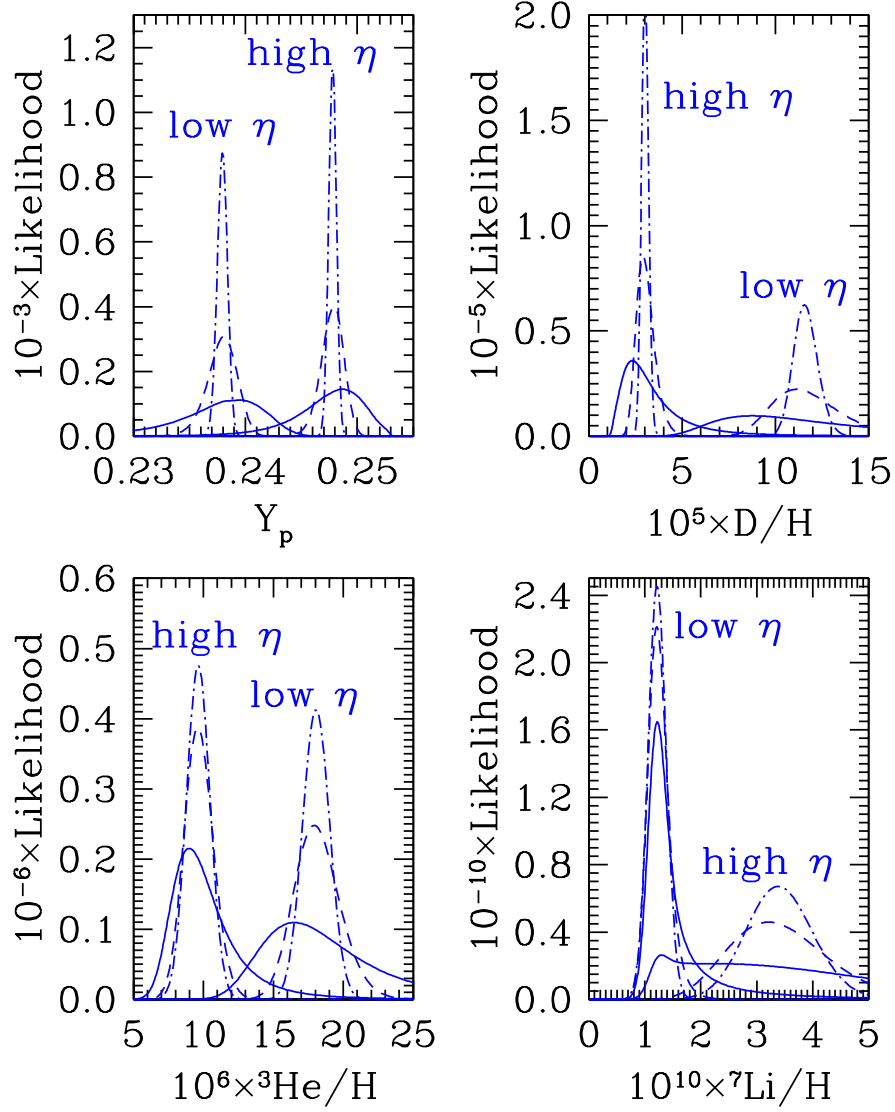 10⁻³×Likelihood
1.2
1.0
0.8
0.6
0.4
0.2
0.0
high η
low η
0.23 0.24 0.25
Y_p
10⁻⁵×Likelihood
2.0
1.5
1.0
0.5
0.0
high η
low η
0 5 10 15
10⁵×D/H
10⁻⁶×Likelihood
0.6
0.5
0.4
0.3
0.2
0.1
0.0
high η
low η
5 10 15 20 25
10⁶×³He/H
10⁻¹⁰×Likelihood
2.4
2.0
1.6
1.2
0.8
0.4
0.0
low η
high η
0 1 2 3 4 5
10¹⁰×⁷Li/H